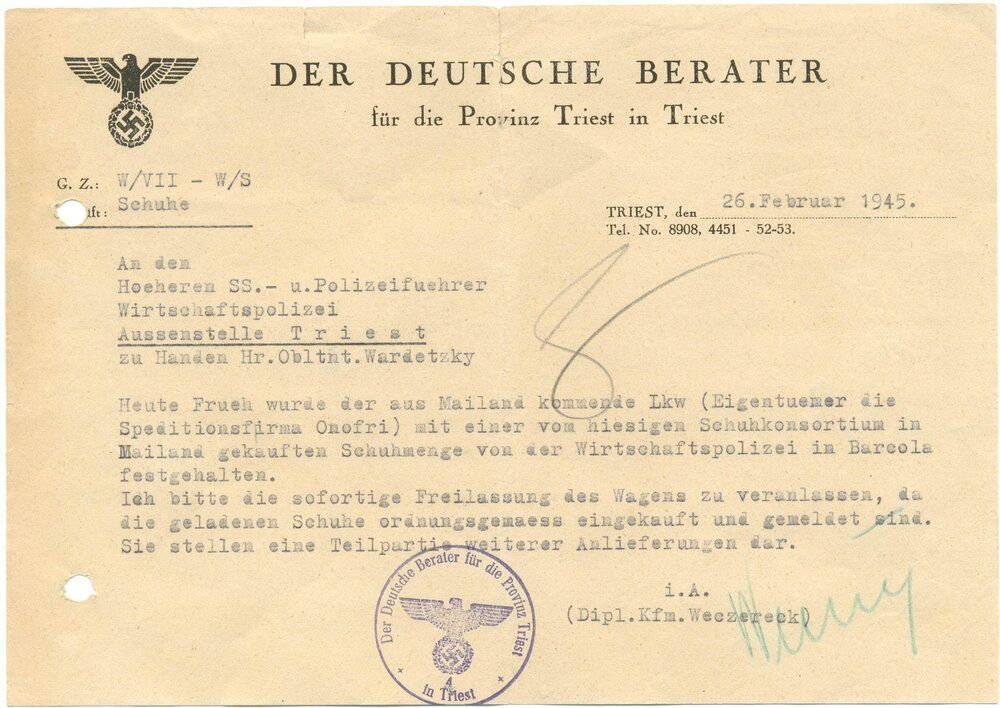 DER DEUTSCHE BERATER
für die Provinz Triest in Triest
G. Z.: W/VII - W/S
ft: Schuhe
TRIEST, den 26.Februar 1945.
Tel. No. 8908, 4451 - 52-53.
An den
Hoeheren SS.- u.Polizeifuehrer
Wirtschaftspolizei
Aussenstelle T r i e s t
zu Handen Hr.Obltnt.Wardetzky
Heute Frueh wurde der aus Mailand kommende Lkw (Eigentuemer die
Speditionsfirma Onofri) mit einer vom hiesigen Schuhkonsortium in
Mailand gekauften Schuhmenge von der Wirtschaftspolizei in Barcola
festgehalten.
Ich bitte die sofortige Freilassung des Wagens zu veranlassen, da
die geladenen Schuhe ordnungsgemaess eingekauft und gemeldet sind.
Sie stellen eine Teilpartie weiterer Anlieferungen dar.
i.A.
(Dipl.Kfm.Weczereck)
Der Deutsche Berater für die Provinz Triest
4
in Triest